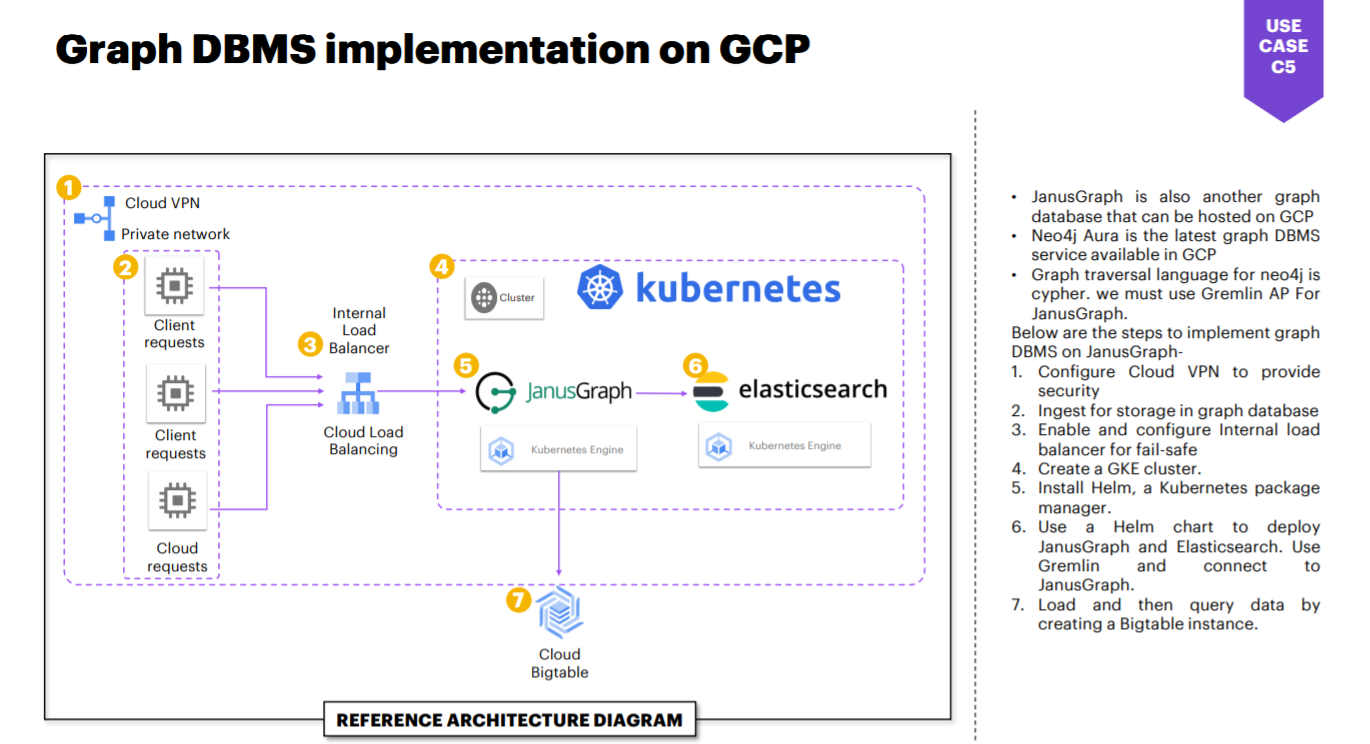 Graph DBMS implementation on GCP
USE
CASE
C5
1
Cloud VPN
Private network
2
Client
requests
Client
requests
Cloud
requests
3
Internal
Load
Balancer
Cloud Load
Balancing
4
Cluster
kubernetes
5
JanusGraph
Kubernetes Engine
6
elasticsearch
Kubernetes Engine
7
Cloud
Bigtable
REFERENCE ARCHITECTURE DIAGRAM
• JanusGraph is also another graph
database that can be hosted on GCP
• Neo4j Aura is the latest graph DBMS
service available in GCP
• Graph traversal language for neo4j is
cypher. we must use Gremlin AP For
JanusGraph.
Below are the steps to implement graph
DBMS on JanusGraph-
1. Configure Cloud VPN to provide
security
2. Ingest for storage in graph database
3. Enable and configure Internal load
balancer for fail-safe
4. Create a GKE cluster.
5. Install Helm, a Kubernetes package
manager.
6. Use a Helm chart to deploy
JanusGraph and Elasticsearch. Use
Gremlin and connect to
JanusGraph.
7. Load and then query data by
creating a Bigtable instance.